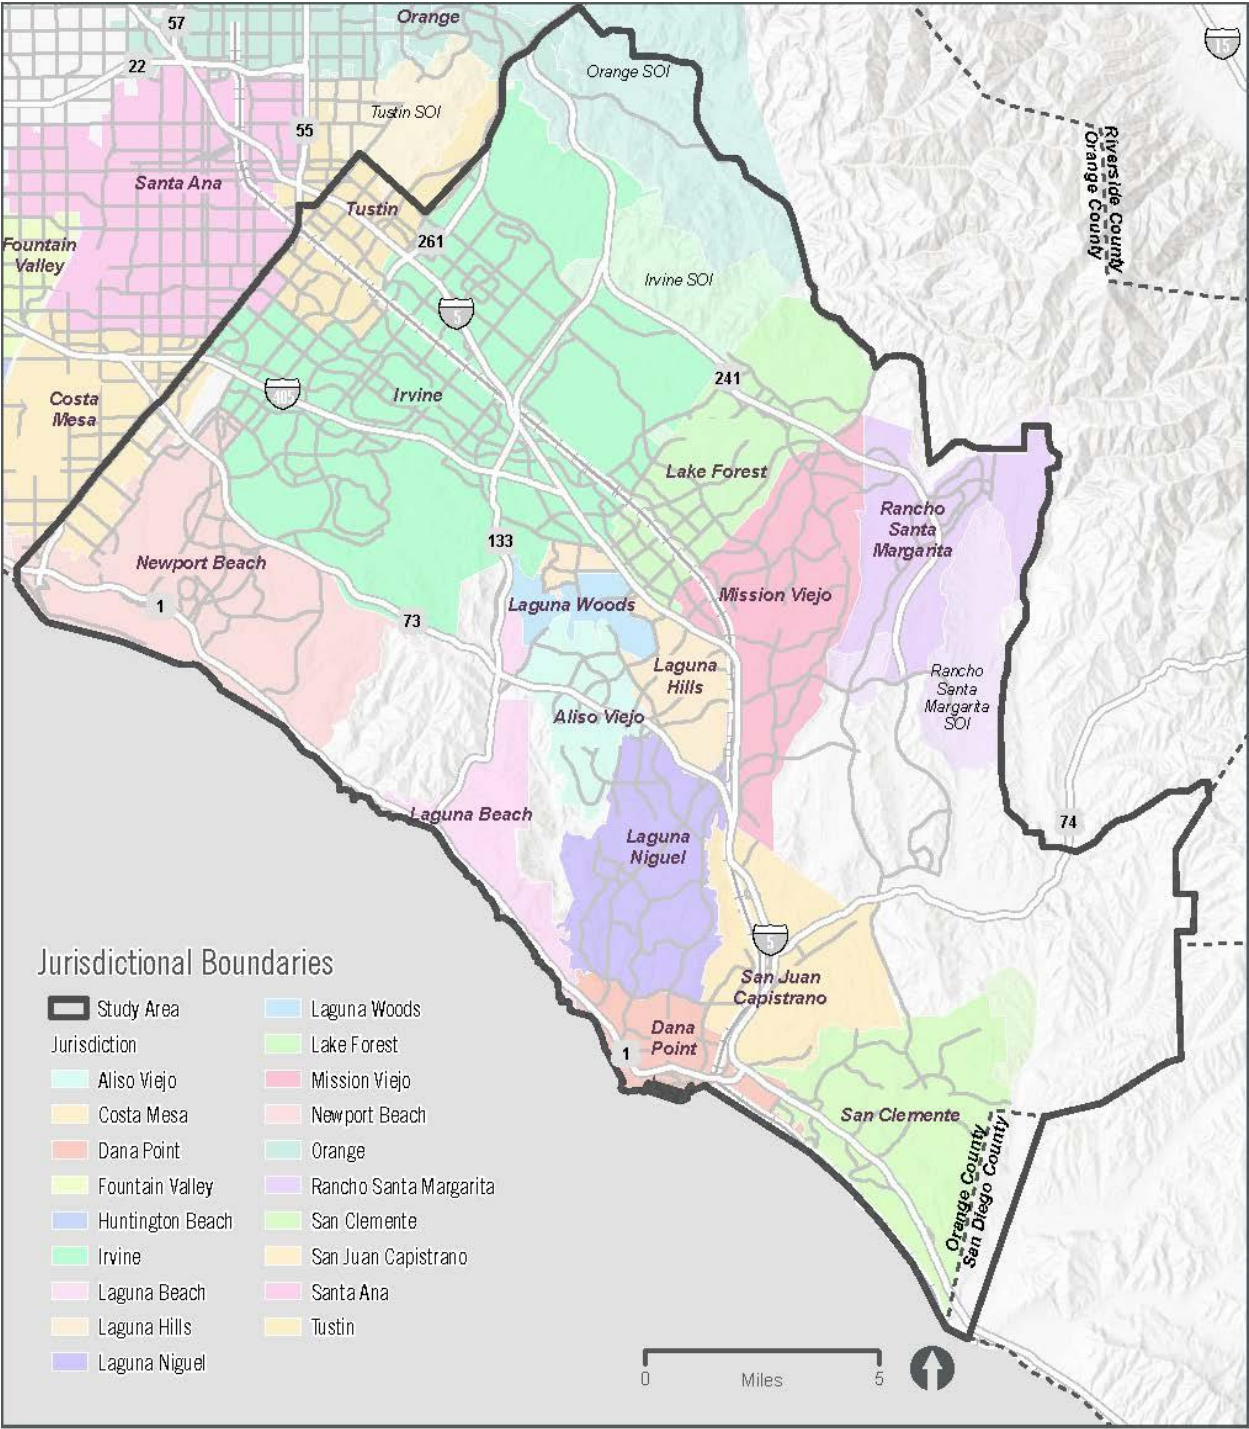 57
Orange
15
22
Orange SOI
Tustin SOI
55
Riverside County
Orange County
Santa Ana
Tustin
261
Fountain
Valley
Irvine SOI
5
241
405
Irvine
Costa
Mesa
Lake Forest
Rancho
Santa
Margarita
133
Newport Beach
Mission Viejo
1
Laguna Woods
73
Laguna
Hills
Rancho
Santa
Margarita
SOI
Aliso Viejo
Laguna Beach
74
Laguna
Niguel
5
San Juan
Capistrano
Dana
Point
1
San Clemente
Orange County
San Diego County
Jurisdictional Boundaries
Study Area
Jurisdiction
Aliso Viejo
Costa Mesa
Dana Point
Fountain Valley
Huntington Beach
Irvine
Laguna Beach
Laguna Hills
Laguna Niguel
Laguna Woods
Lake Forest
Mission Viejo
Newport Beach
Orange
Rancho Santa Margarita
San Clemente
San Juan Capistrano
Santa Ana
Tustin
0
Miles
5